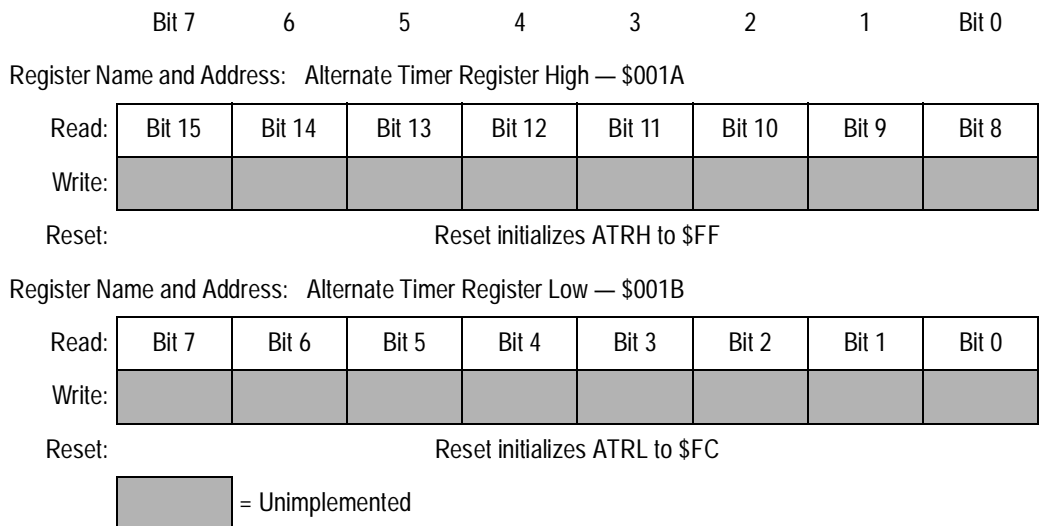 Bit 7 6 5 4 3 2 1 Bit 0
Register Name and Address: Alternate Timer Register High — $001A
Read: Bit 15 Bit 14 Bit 13 Bit 12 Bit 11 Bit 10 Bit 9 Bit 8
Write:
Reset: Reset initializes ATRH to $FF
Register Name and Address: Alternate Timer Register Low — $001B
Read: Bit 7 Bit 6 Bit 5 Bit 4 Bit 3 Bit 2 Bit 1 Bit 0
Write:
Reset: Reset initializes ATRL to $FC
= Unimplemented